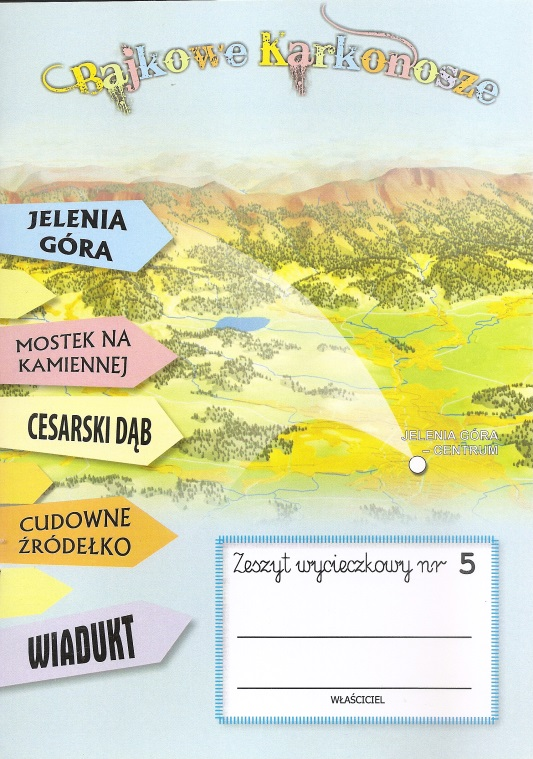 Bajkowe Karkonosze
JELENIA
GÓRA
MOSTEK NA
KAMIENNEJ
CESARSKI DĄB
CUDOWNE
ŹRÓDEŁKO
WIADUKT
JELENIA GÓRA
– CENTRUM
Zeszyt wycieczkowy nr 5
WŁAŚCICIEL